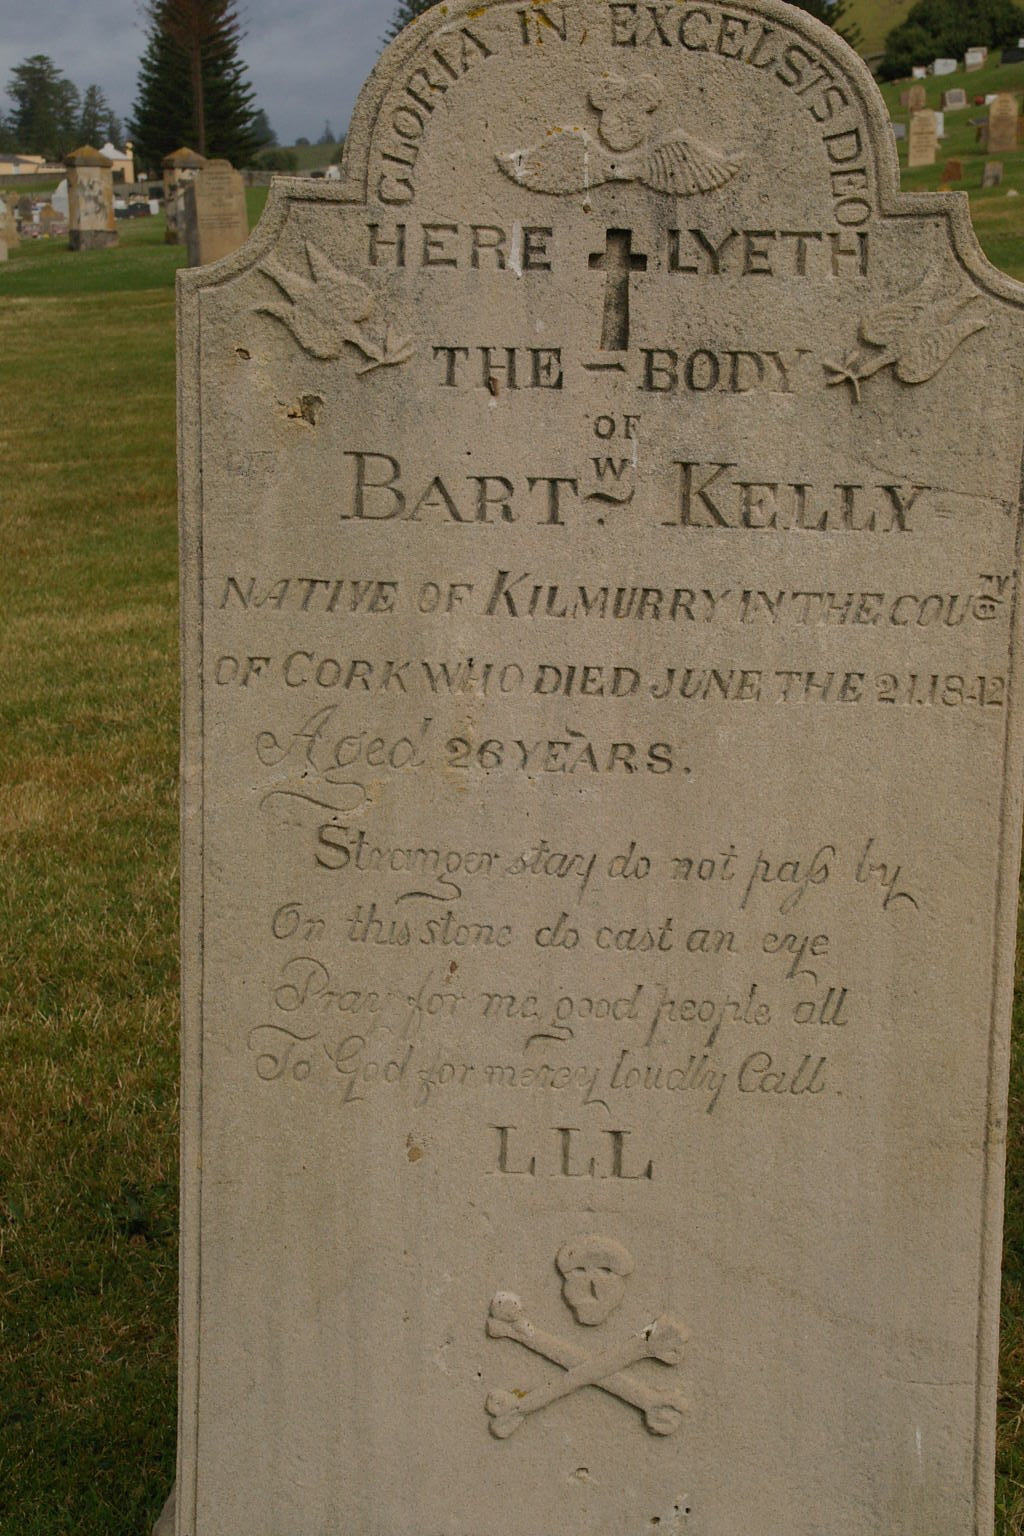 GLORIA IN EXCELSTS DEO
HERE LYETH
THE - BODY
OF
BARTW. KELLY
NATIVE OF KILMURRY IN THE COUNTY
OF CORK WHO DIED JUNE THE 21.1842
Aged 26 YEARS.
Stranger stay do not paſs by
On this stone do cast an eye
Pray for me good people all
To God for mercy loudly Call.
LLL